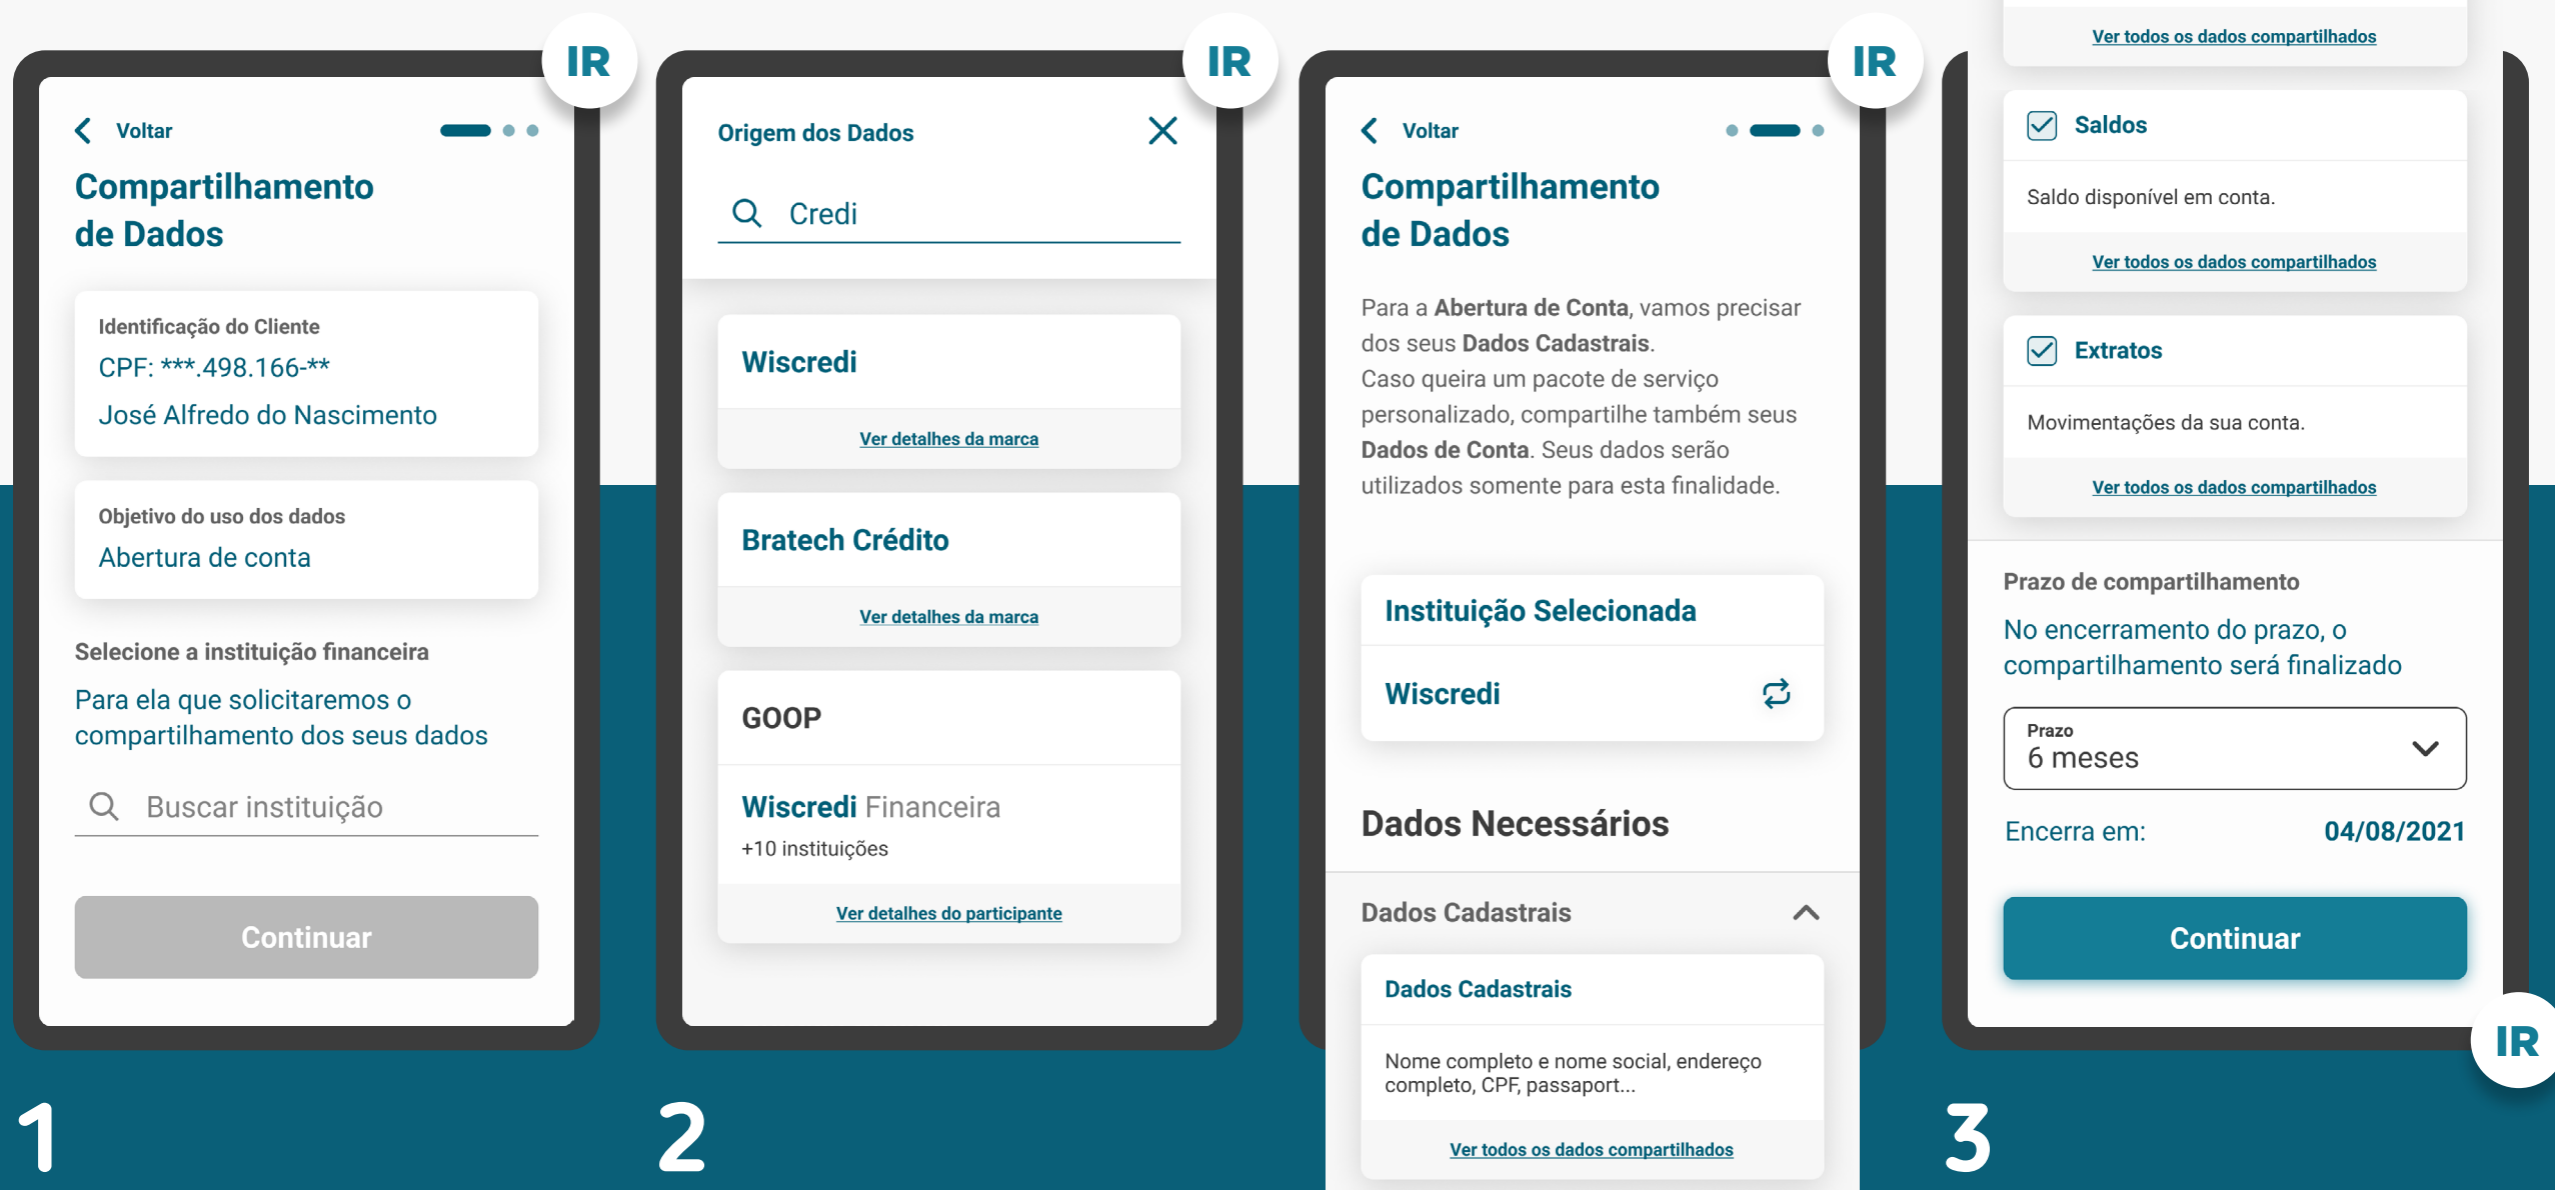 IR
Voltar
Compartilhamento
de Dados
Identificação do Cliente
CPF: ***.498.166-**
José Alfredo do Nascimento
Objetivo do uso dos dados
Abertura de conta
Selecione a instituição financeira
Para ela que solicitaremos o
compartilhamento dos seus dados
Buscar instituição
Continuar
1
IR
Origem dos Dados
Credi
Wiscredi
Ver detalhes da marca
Bratech Crédito
Ver detalhes da marca
GOOP
Wiscredi Financeira
+10 instituições
Ver detalhes do participante
2
IR
Voltar
Compartilhamento
de Dados
Para a Abertura de Conta, vamos precisar
dos seus Dados Cadastrais.
Caso queira um pacote de serviço
personalizado, compartilhe também seus
Dados de Conta. Seus dados serão
utilizados somente para esta finalidade.
Instituição Selecionada
Wiscredi
Dados Necessários
Dados Cadastrais
Dados Cadastrais
Nome completo e nome social, endereço
completo, CPF, passaport...
Ver todos os dados compartilhados
Ver todos os dados compartilhados
Saldos
Saldo disponível em conta.
Ver todos os dados compartilhados
Extratos
Movimentações da sua conta.
Ver todos os dados compartilhados
Prazo de compartilhamento
No encerramento do prazo, o
compartilhamento será finalizado
Prazo
6 meses
Encerra em: 04/08/2021
Continuar
IR
3